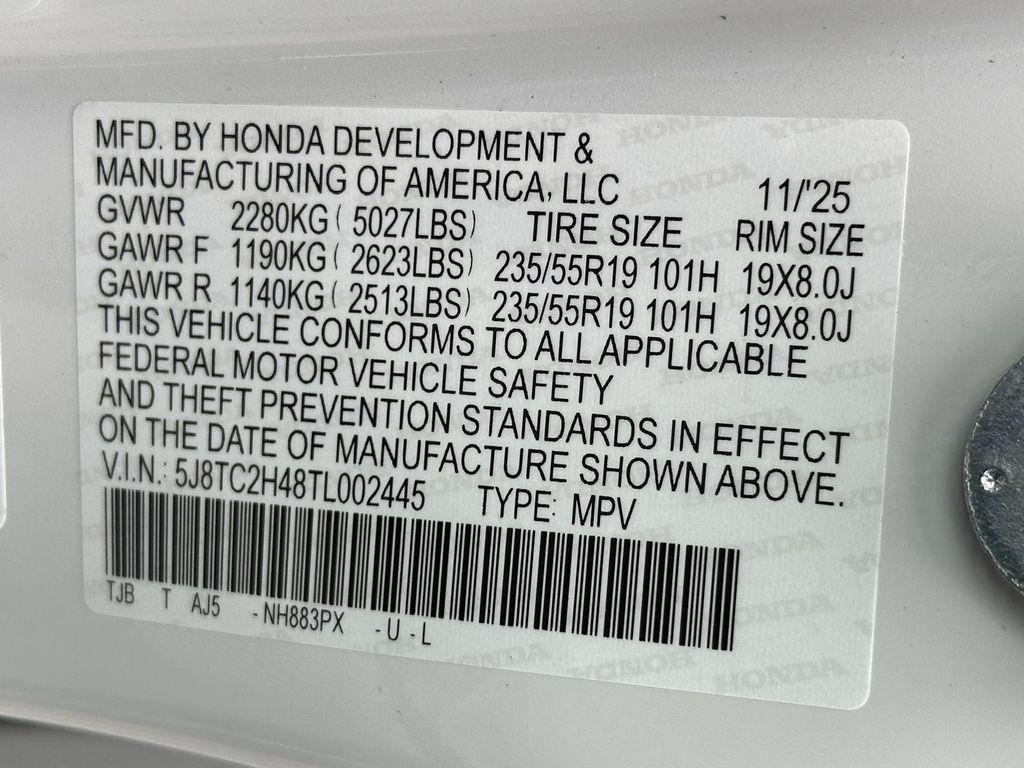 MFD. BY HONDA DEVELOPMENT &
MANUFACTURING OF AMERICA, LLC 11/'25
GVWR 2280KG ( 5027LBS) TIRE SIZE RIM SIZE
GAWR F 1190KG ( 2623LBS) 235/55R19 101H 19X8.0J
GAWR R 1140KG ( 2513LBS) 235/55R19 101H 19X8.0J
THIS VEHICLE CONFORMS TO ALL APPLICABLE
FEDERAL MOTOR VEHICLE SAFETY
AND THEFT PREVENTION STANDARDS IN EFFECT
ON THE DATE OF MANUFACTURE SHOWN ABOVE.
V.I.N.: 5J8TC2H48TL002445 TYPE: MPV
TJB T AJ5 -NH883PX -U-L